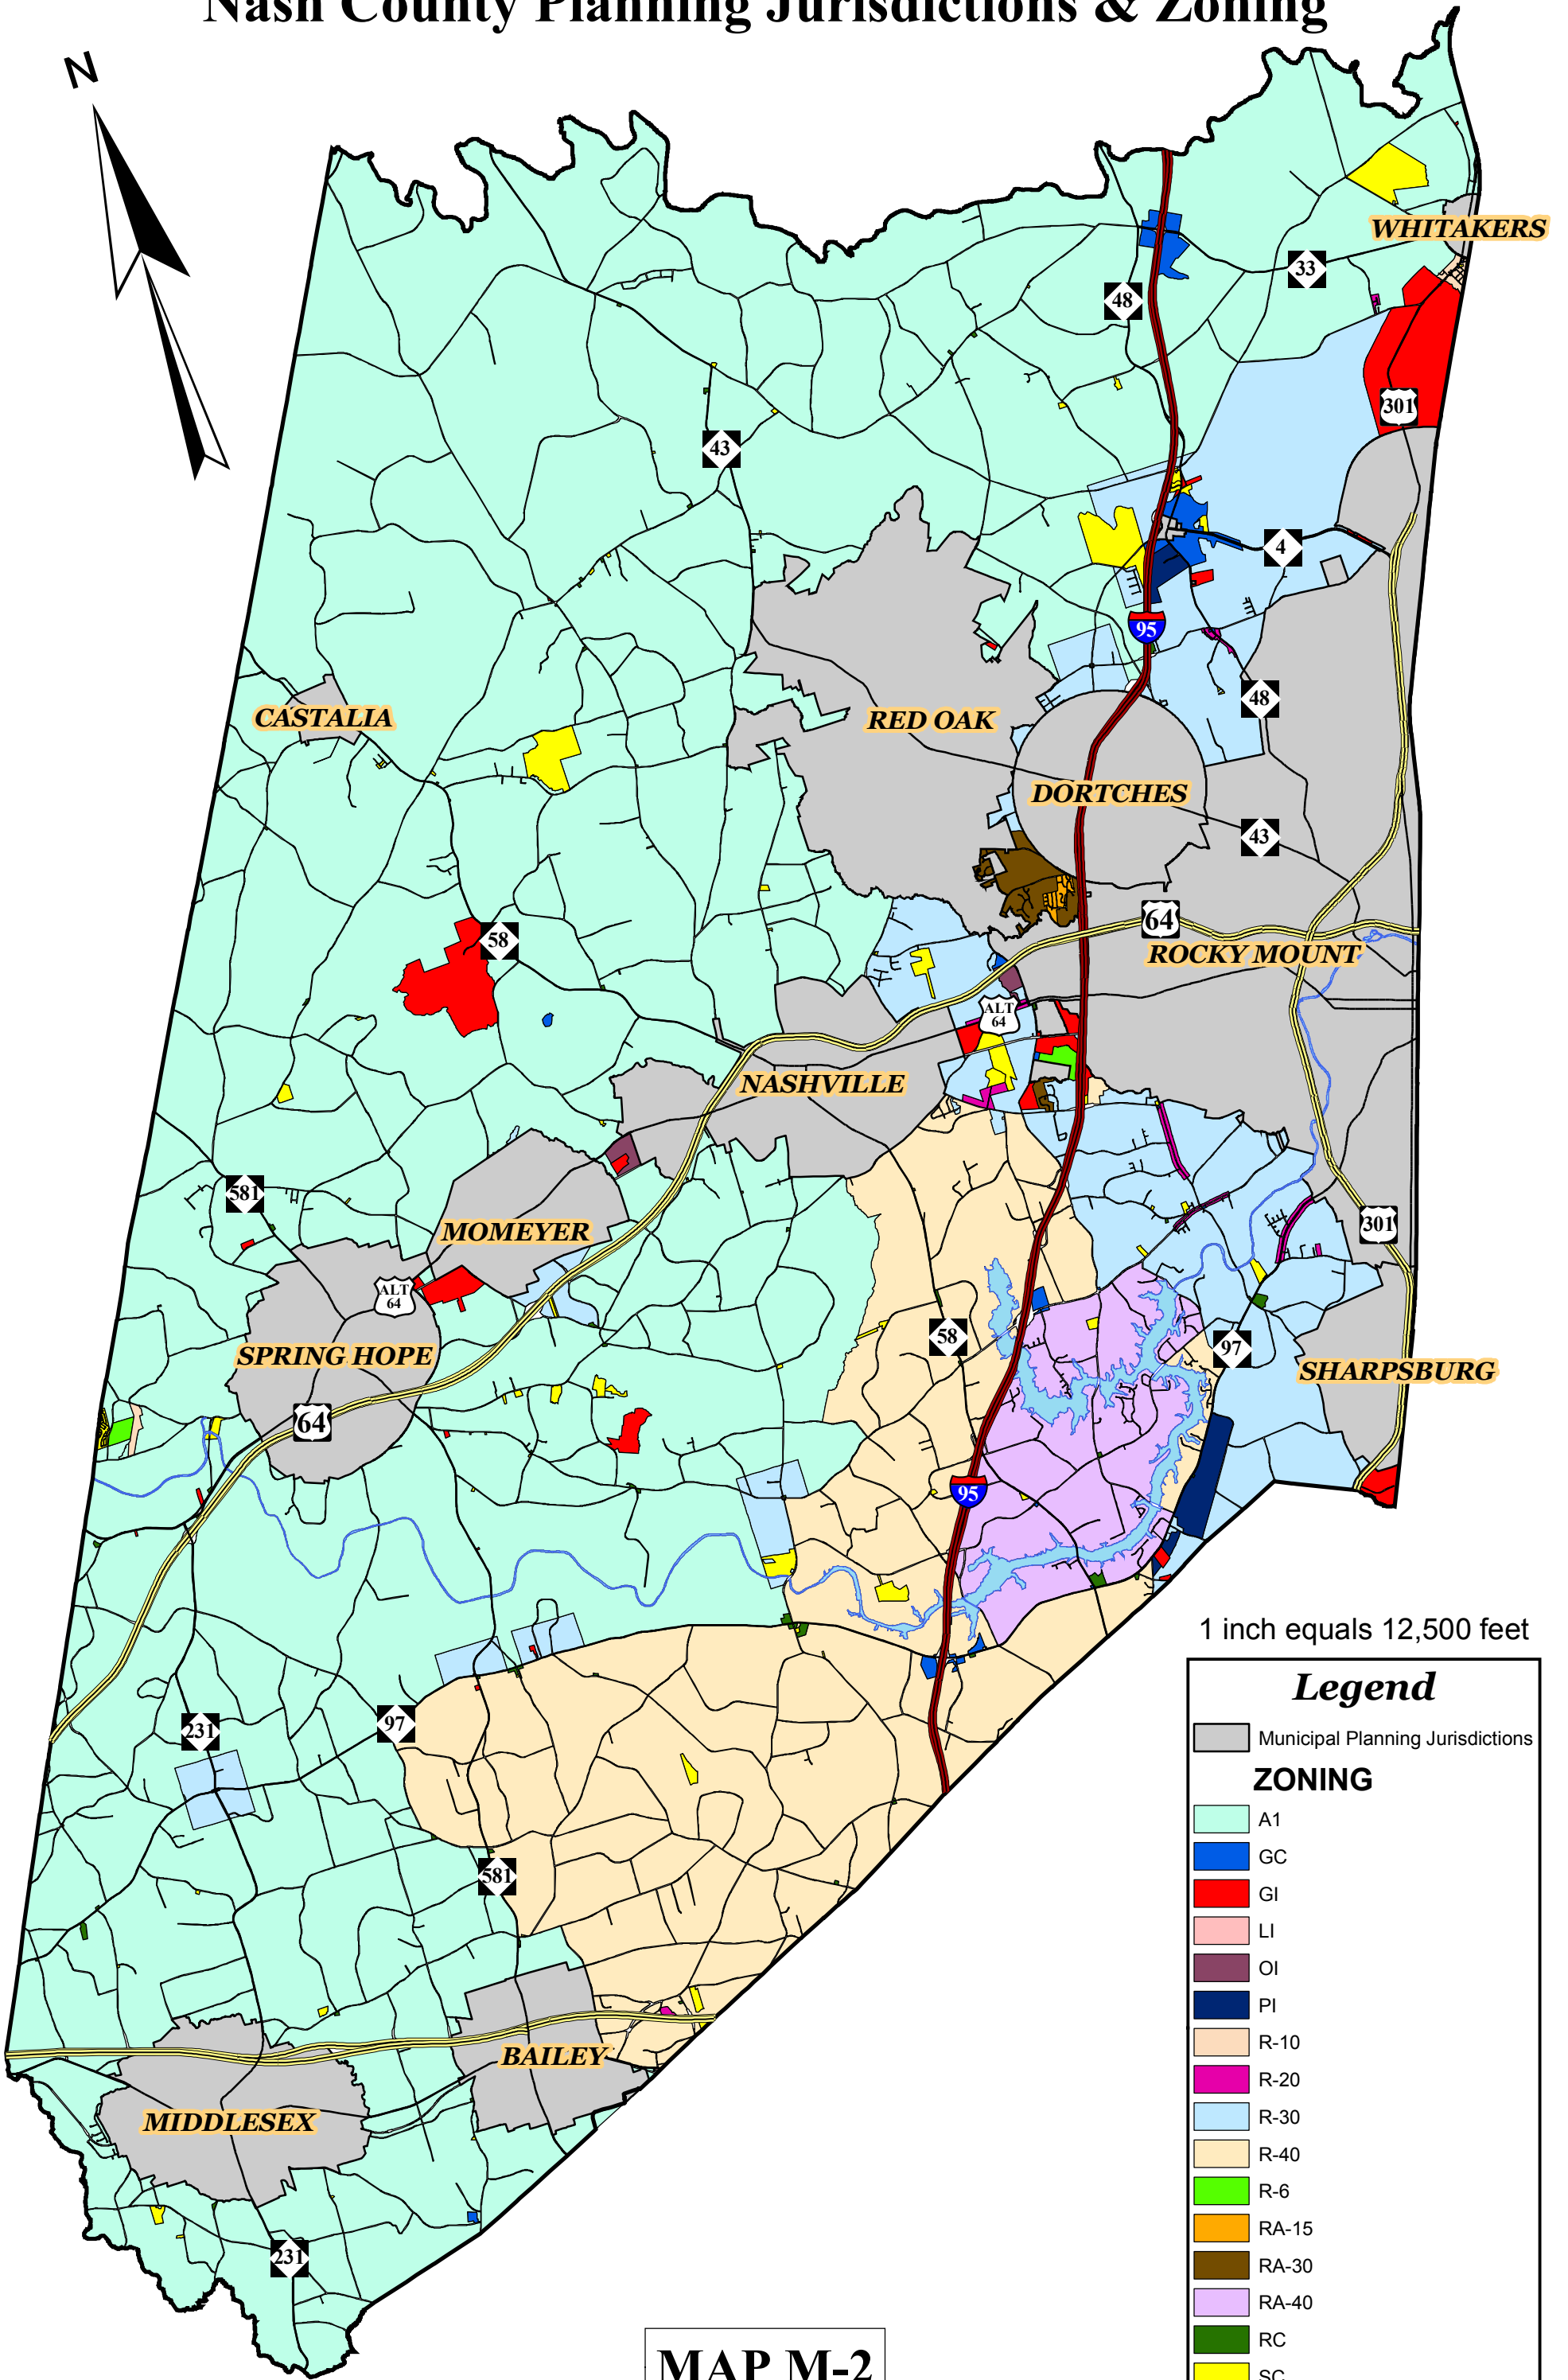 Nash County Planning Jurisdictions & Zoning
N
WHITAKERS
33
48
301
43
4
95
48
CASTALIA
RED OAK
DORTCHES
43
64
58
ROCKY MOUNT
ALT
64
NASHVILLE
581
301
MOMEYER
ALT
64
58
97
SPRING HOPE
SHARPSBURG
64
95
1 inch equals 12,500 feet
231
97
581
BAILEY
MIDDLESEX
231
MAP M-2
Legend
Municipal Planning Jurisdictions
ZONING
A1
GC
GI
LI
OI
PI
R-10
R-20
R-30
R-40
R-6
RA-15
RA-30
RA-40
RC
SC